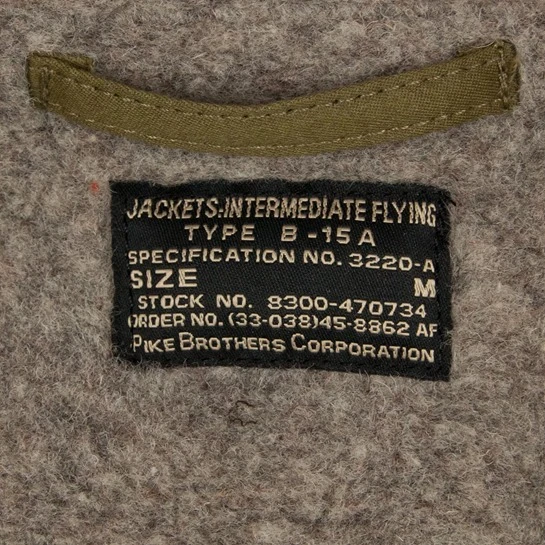 JACKETS:INTERMEDIATE FLYING
TYPE B-15A
SPECIFICATION NO. 3220-A
SIZE M
STOCK NO. 8300-470734
ORDER NO. (33-038)45-8862 AF
PIKE BROTHERS CORPORATION